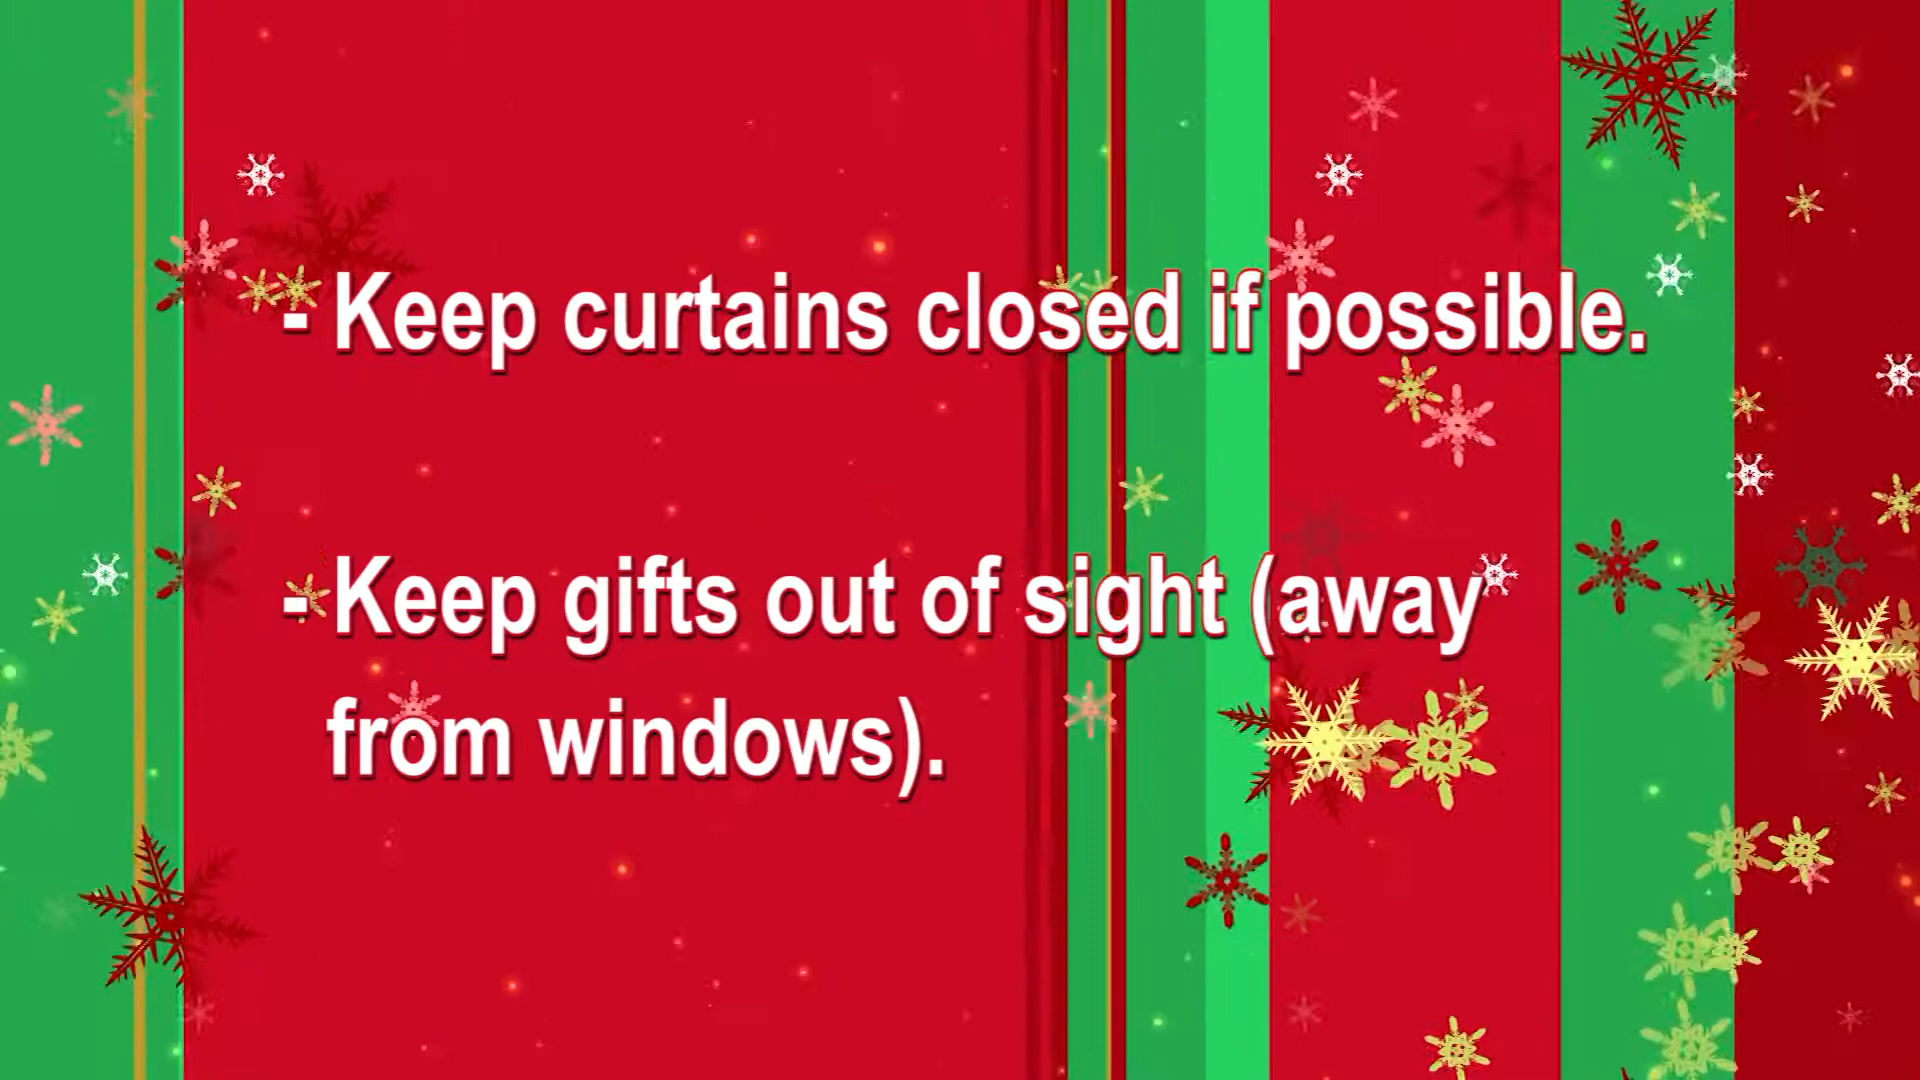 - Keep curtains closed if possible.
- Keep gifts out of sight (away
from windows).